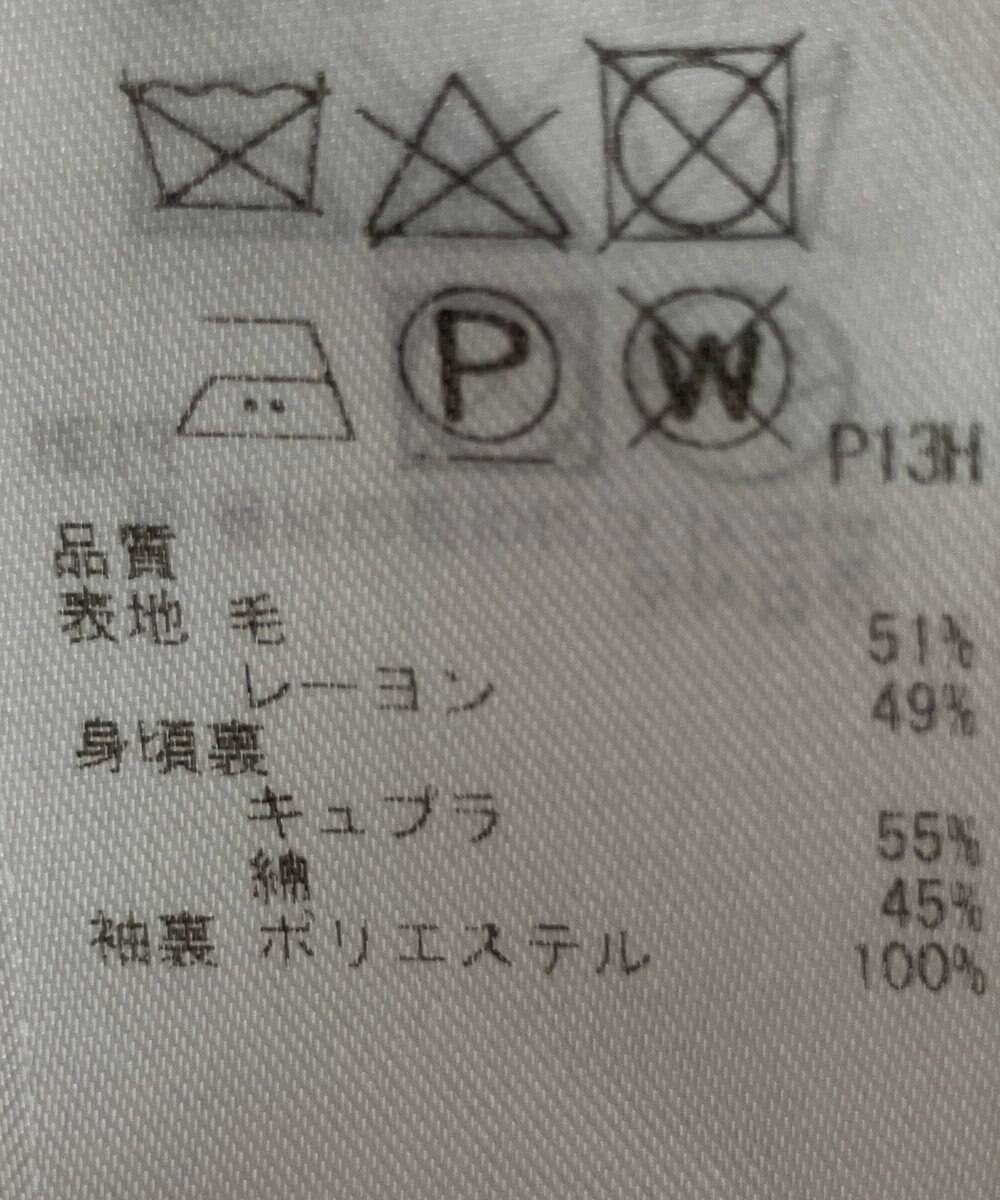 P W
P13H
品質
表地 毛 51%
レーヨン 49%
身頃裏
キュプラ 55%
綿 45%
袖裏 ポリエステル 100%